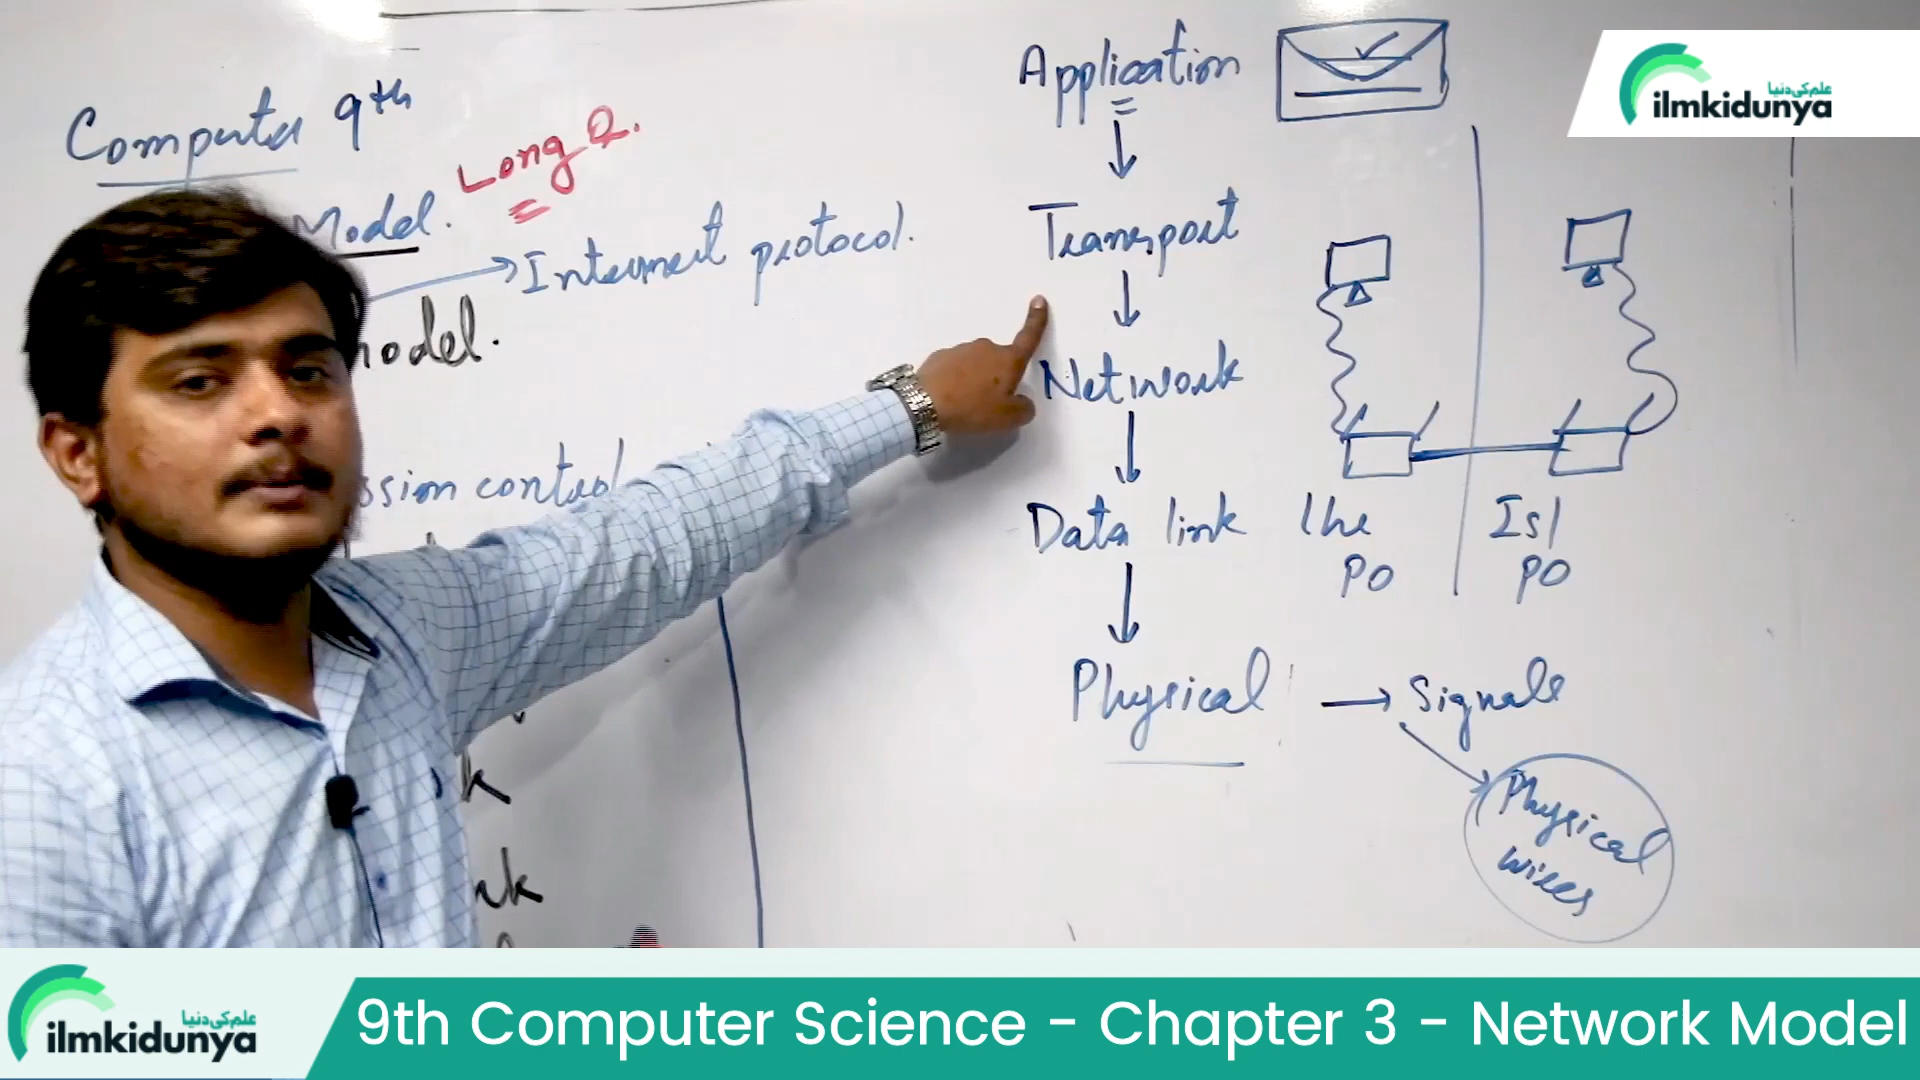 Computer 9th
Long Q.
Model.
Internet protocol.
model.
ssion control
k
nk
Application
Transport
Network
Data link
Physical
Signals
Physical
wires
lhe
PO
Isl
PO
علم کی دنیا
ilmkidunya
علم کی دنیا
ilmkidunya
9th Computer Science - Chapter 3 - Network Model